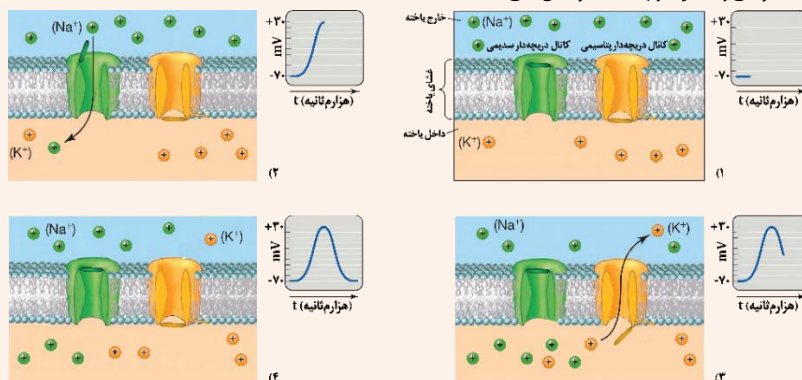 خارج یاخته
(Na⁺)
کانال دریچه‌دار سدیمی
کانال دریچه‌دار پتاسیمی
غشای یاخته
داخل یاخته
(K⁺)
+۳۰
mV
-۷۰
t (هزارم ثانیه)
(۱
(Na⁺)
(K⁺)
+۳۰
mV
-۷۰
t (هزارم ثانیه)
(۲
(Na⁺)
(K⁺)
+۳۰
mV
-۷۰
t (هزارم ثانیه)
(۳
(Na⁺)
(K⁺)
+۳۰
mV
-۷۰
t (هزارم ثانیه)
(۴